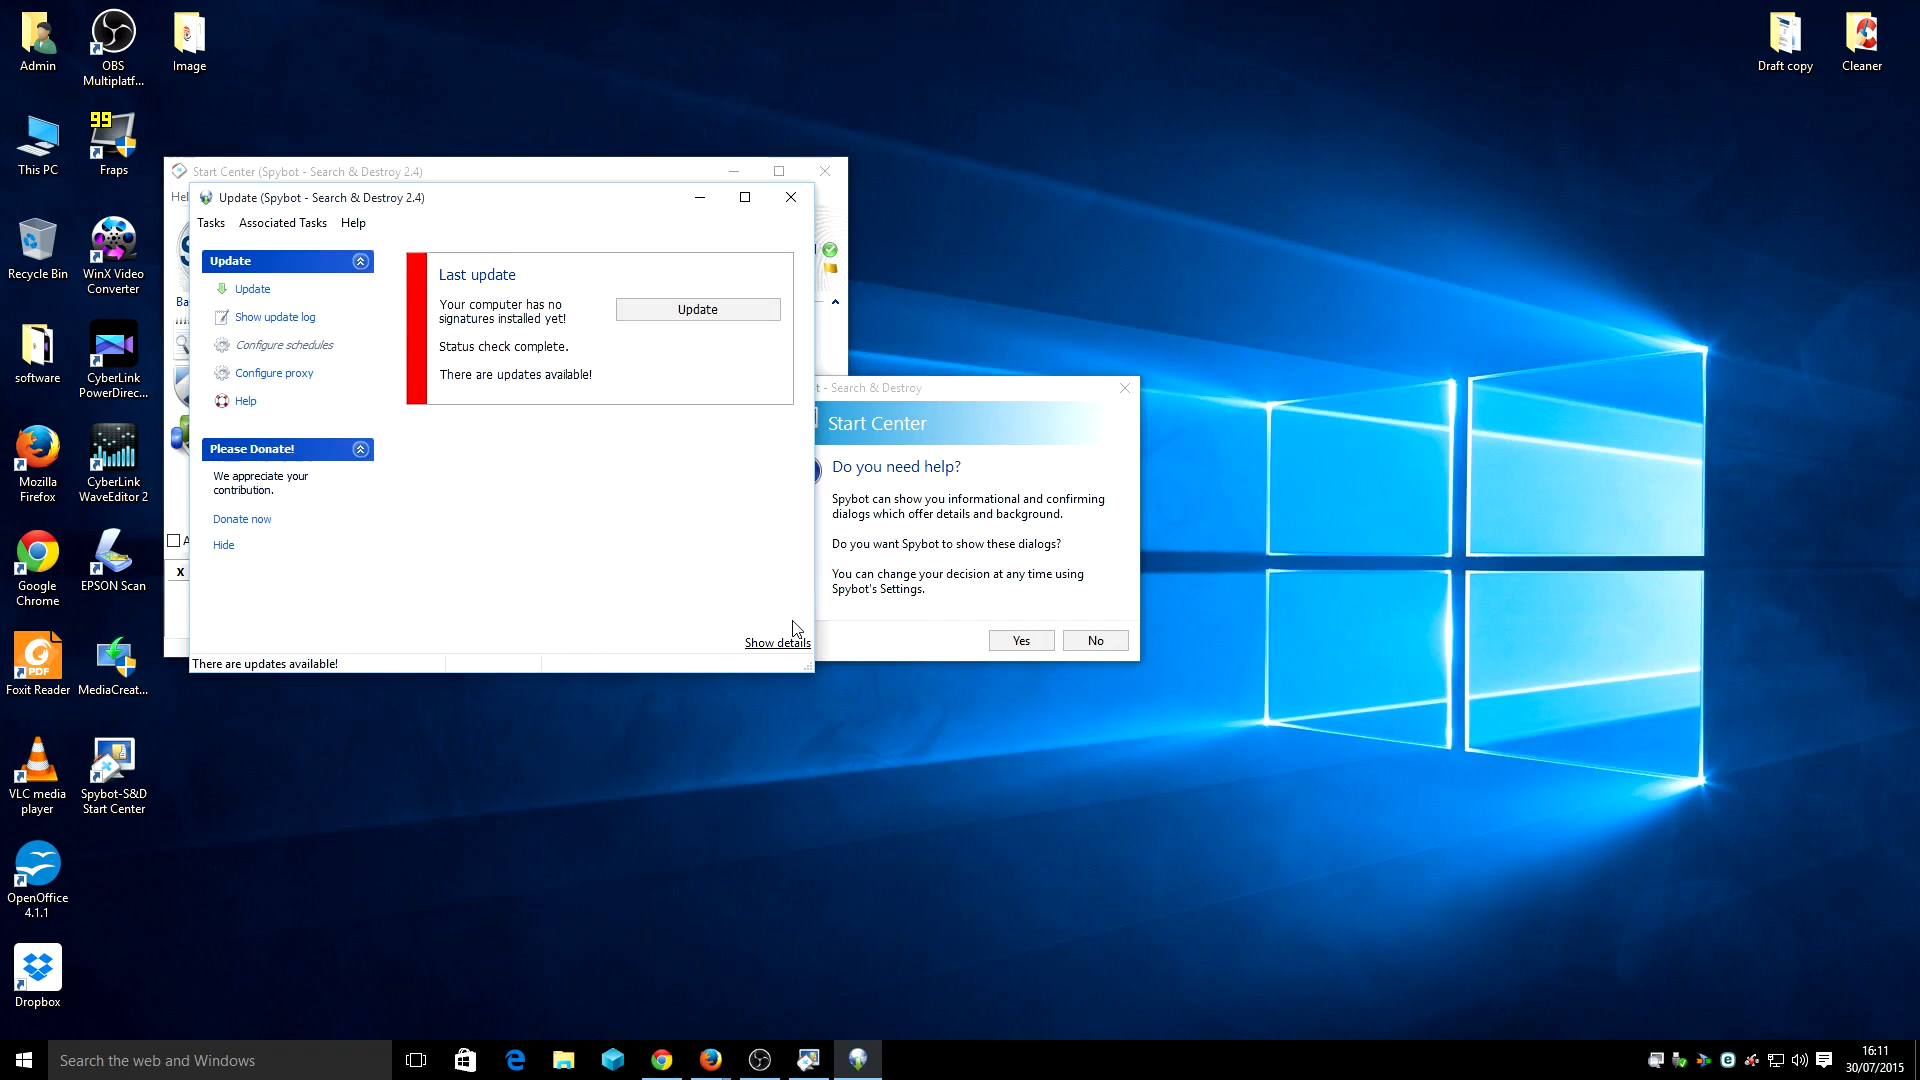 Admin
OBS
Multiplatf...
Image
Draft copy
Cleaner
This PC
99
Fraps
Recycle Bin
WinX Video
Converter
software
CyberLink
PowerDirec...
Mozilla
Firefox
CyberLink
WaveEditor 2
Google
Chrome
EPSON Scan
PDF
Foxit Reader
MediaCreat...
VLC media
player
Spybot-S&D
Start Center
OpenOffice
4.1.1
Dropbox
Start Center (Spybot - Search & Destroy 2.4)
Hel
Ba
A
X
Update (Spybot - Search & Destroy 2.4)
Tasks Associated Tasks Help
Update
Update
Show update log
Configure schedules
Configure proxy
Help
Please Donate!
We appreciate your
contribution.
Donate now
Hide
Last update
Your computer has no
signatures installed yet!
Update
Status check complete.
There are updates available!
Show details
There are updates available!
t - Search & Destroy
Start Center
Do you need help?
Spybot can show you informational and confirming
dialogs which offer details and background.
Do you want Spybot to show these dialogs?
You can change your decision at any time using
Spybot's Settings.
Yes No
Search the web and Windows
16:11
30/07/2015